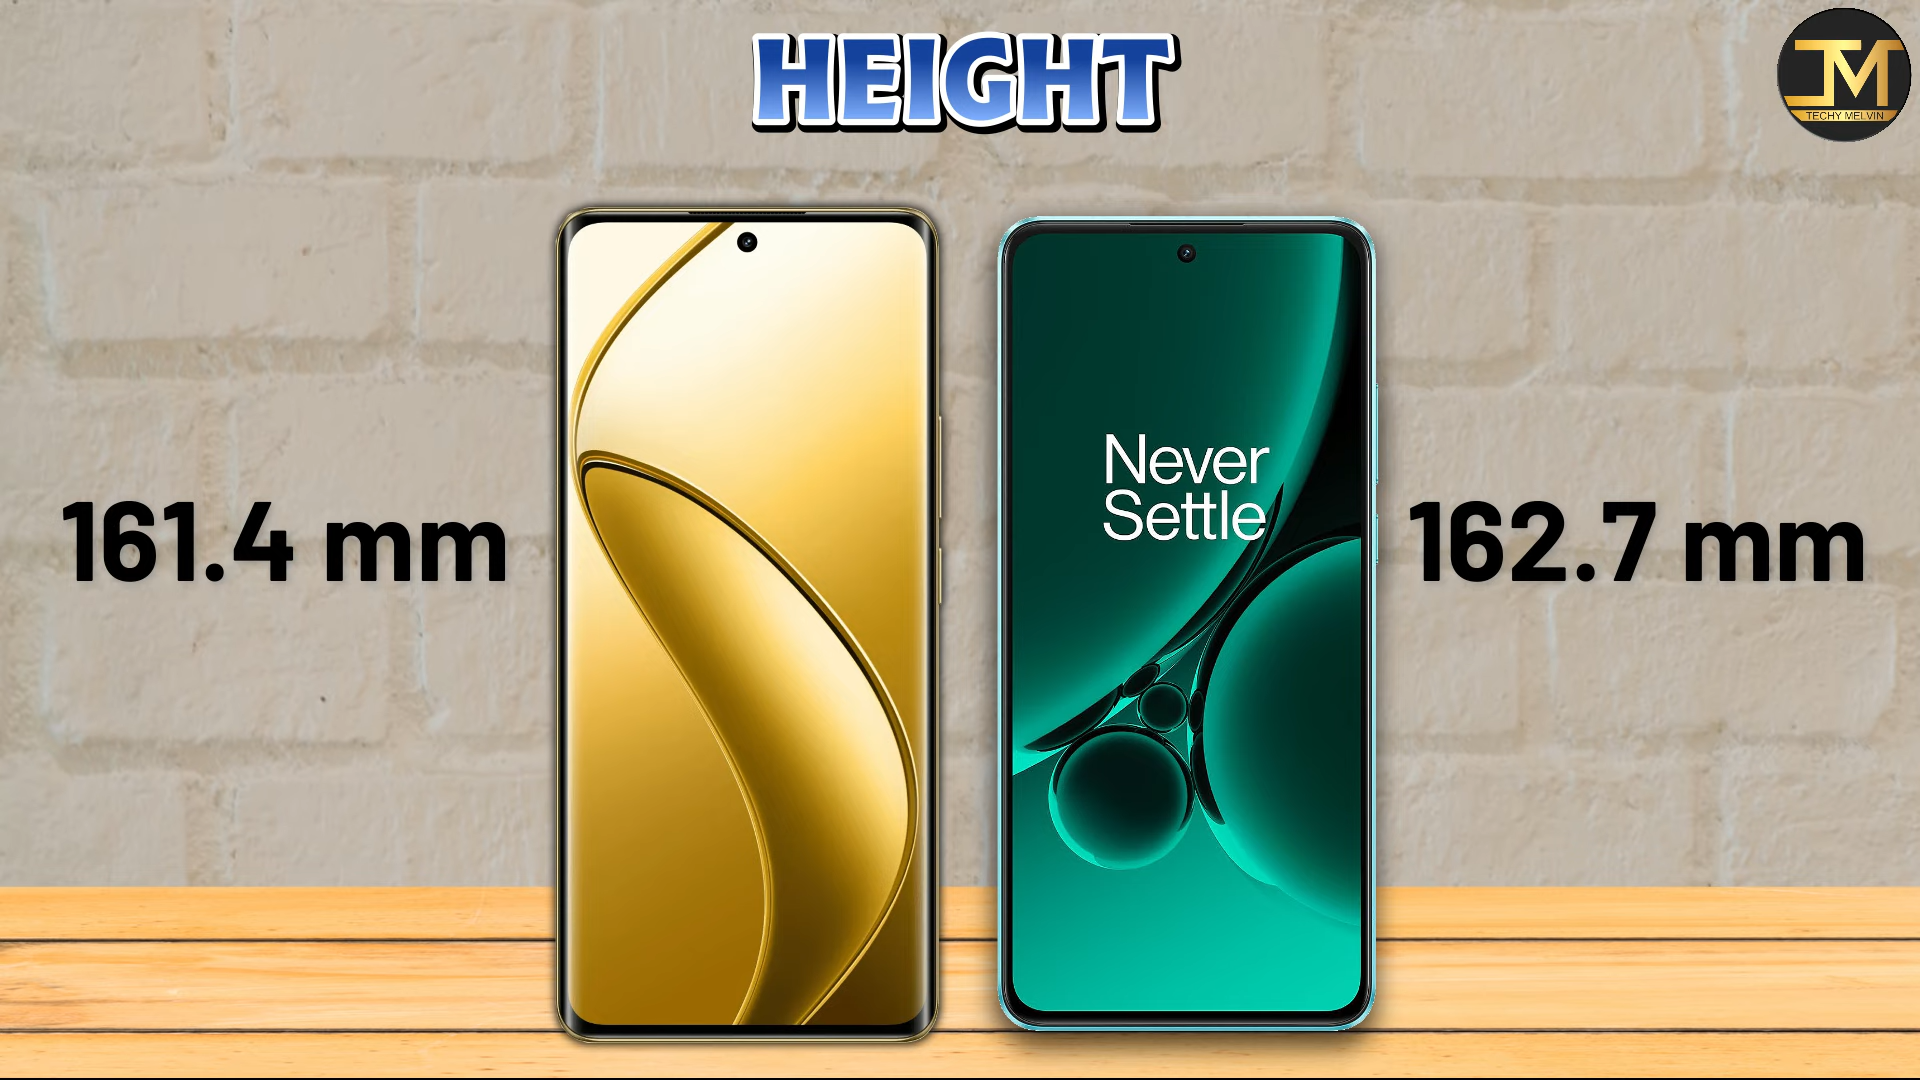 HEIGHT
TM
TECHY MELVIN
161.4 mm
Never
Settle
162.7 mm